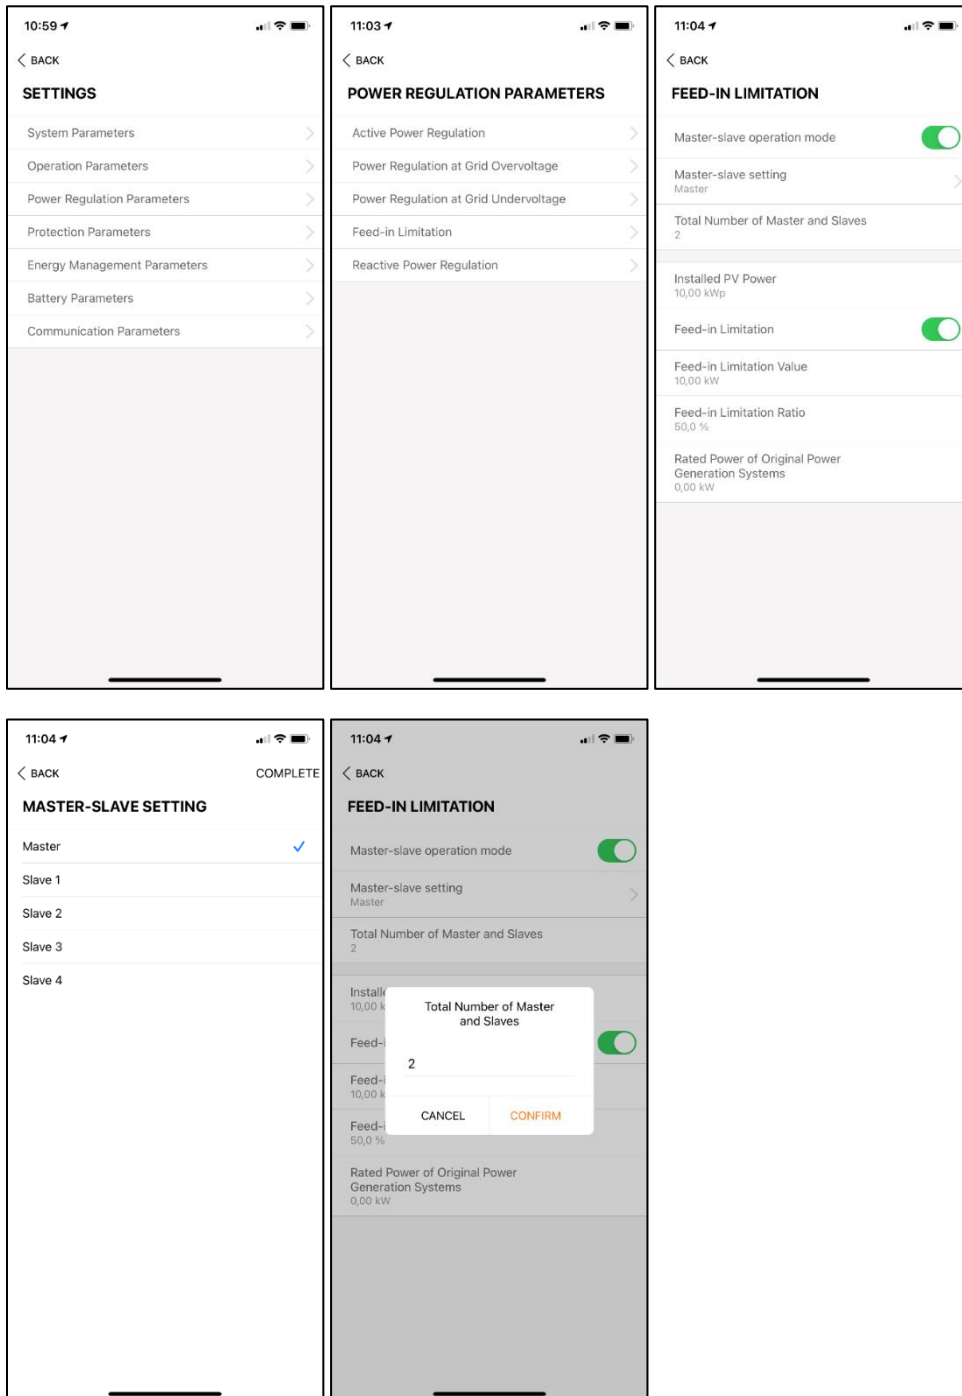 10:59
BACK
SETTINGS
System Parameters
Operation Parameters
Power Regulation Parameters
Protection Parameters
Energy Management Parameters
Battery Parameters
Communication Parameters
11:03
BACK
POWER REGULATION PARAMETERS
Active Power Regulation
Power Regulation at Grid Overvoltage
Power Regulation at Grid Undervoltage
Feed-in Limitation
Reactive Power Regulation
11:04
BACK
FEED-IN LIMITATION
Master-slave operation mode
Master-slave setting
Master
Total Number of Master and Slaves
2
Installed PV Power
10,00 kWp
Feed-in Limitation
Feed-in Limitation Value
10,00 kW
Feed-in Limitation Ratio
50,0 %
Rated Power of Original Power
Generation Systems
0,00 kW
11:04
BACK
COMPLETE
MASTER-SLAVE SETTING
Master
Slave 1
Slave 2
Slave 3
Slave 4
11:04
BACK
FEED-IN LIMITATION
Master-slave operation mode
Master-slave setting
Master
Total Number of Master and Slaves
2
Install
10,00 k
Feed-i
Feed-i
10,00 k
Feed-i
50,0 %
Rated Power of Original Power
Generation Systems
0,00 kW
Total Number of Master
and Slaves
2
CANCEL
CONFIRM